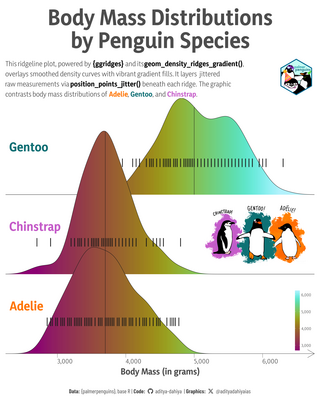 Body Mass Distributions
by Penguin Species
This ridgeline plot, powered by {ggridges} and its geom_density_ridges_gradient(),
overlays smoothed density curves with vibrant gradient fills. It layers jittered
raw measurements via position_points_jitter() beneath each ridge. The graphic
contrasts body mass distributions of Adelie, Gentoo, and Chinstrap.
Gentoo
Chinstrap
CHINSTRAP!
GENTOO!
ADÉLIE!
Adelie
6,000
5,000
4,000
3,000
3,000 4,000 5,000 6,000
Body Mass (in grams)
Data: {palmerpenguins}, base R | Code: aditya-dahiya | Graphics: @adityadahiyaias